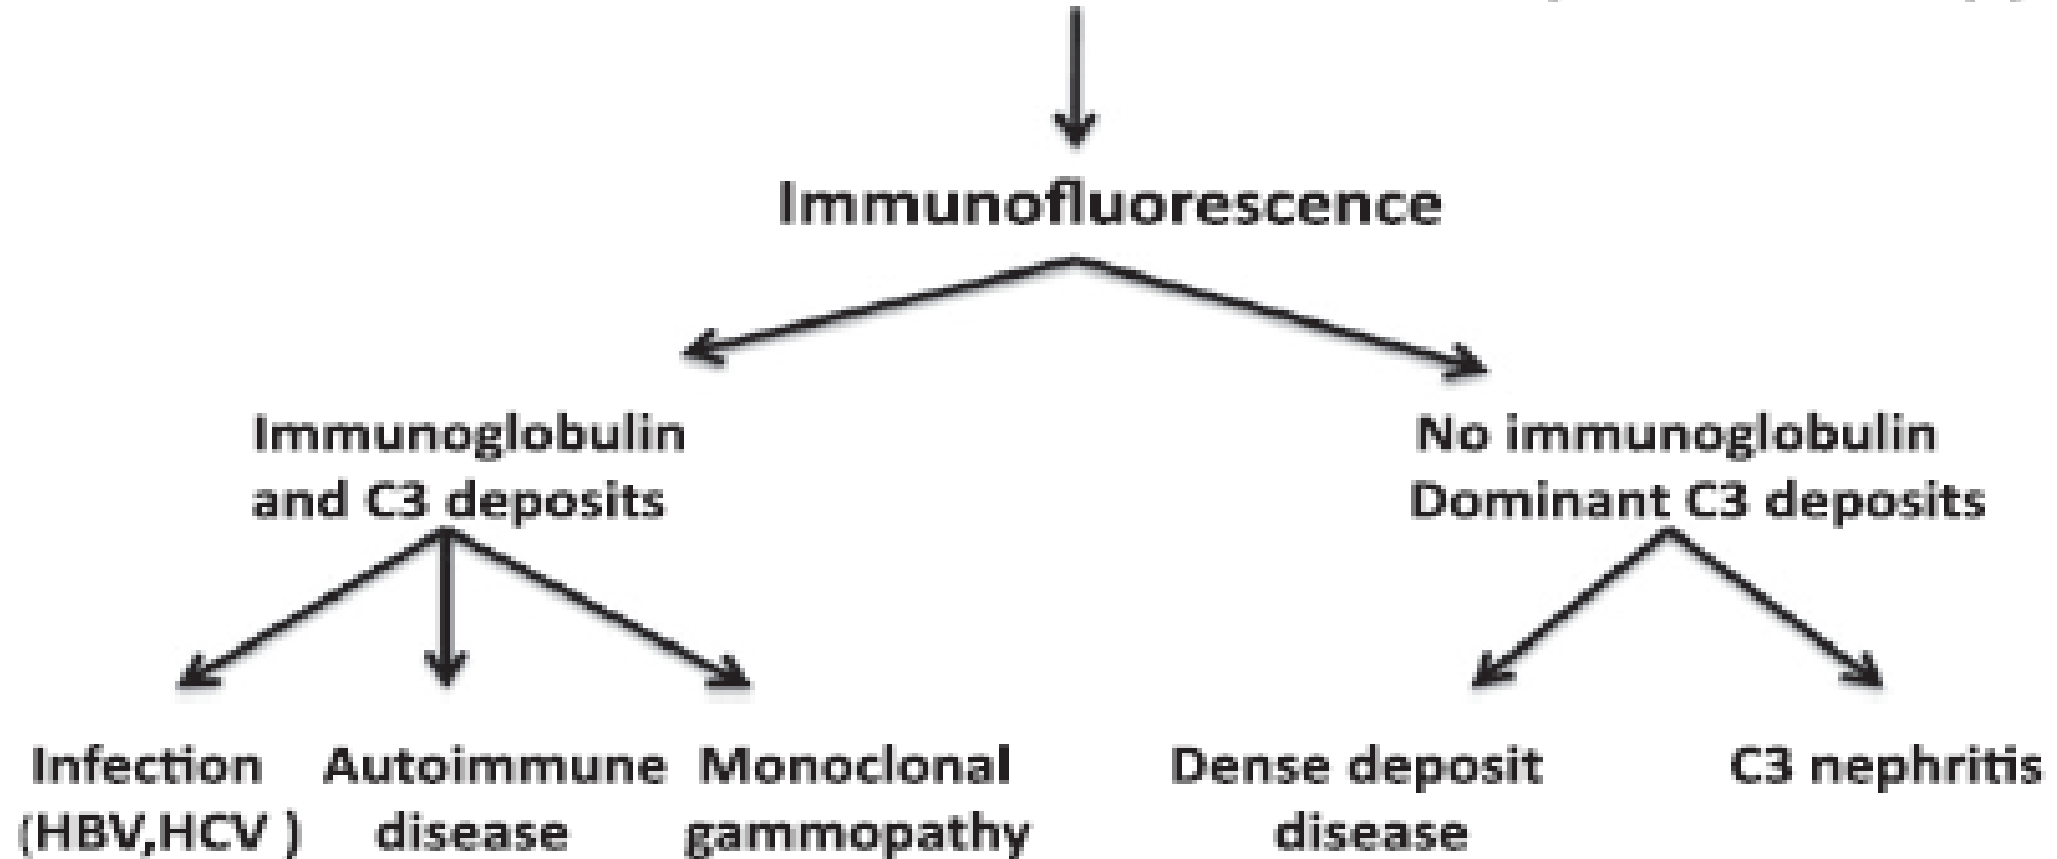 Immunofluorescence
Immunoglobulin
and C3 deposits
No immunoglobulin
Dominant C3 deposits
Infection
(HBV,HCV )
Autoimmune
disease
Monoclonal
gammopathy
Dense deposit
disease
C3 nephritis